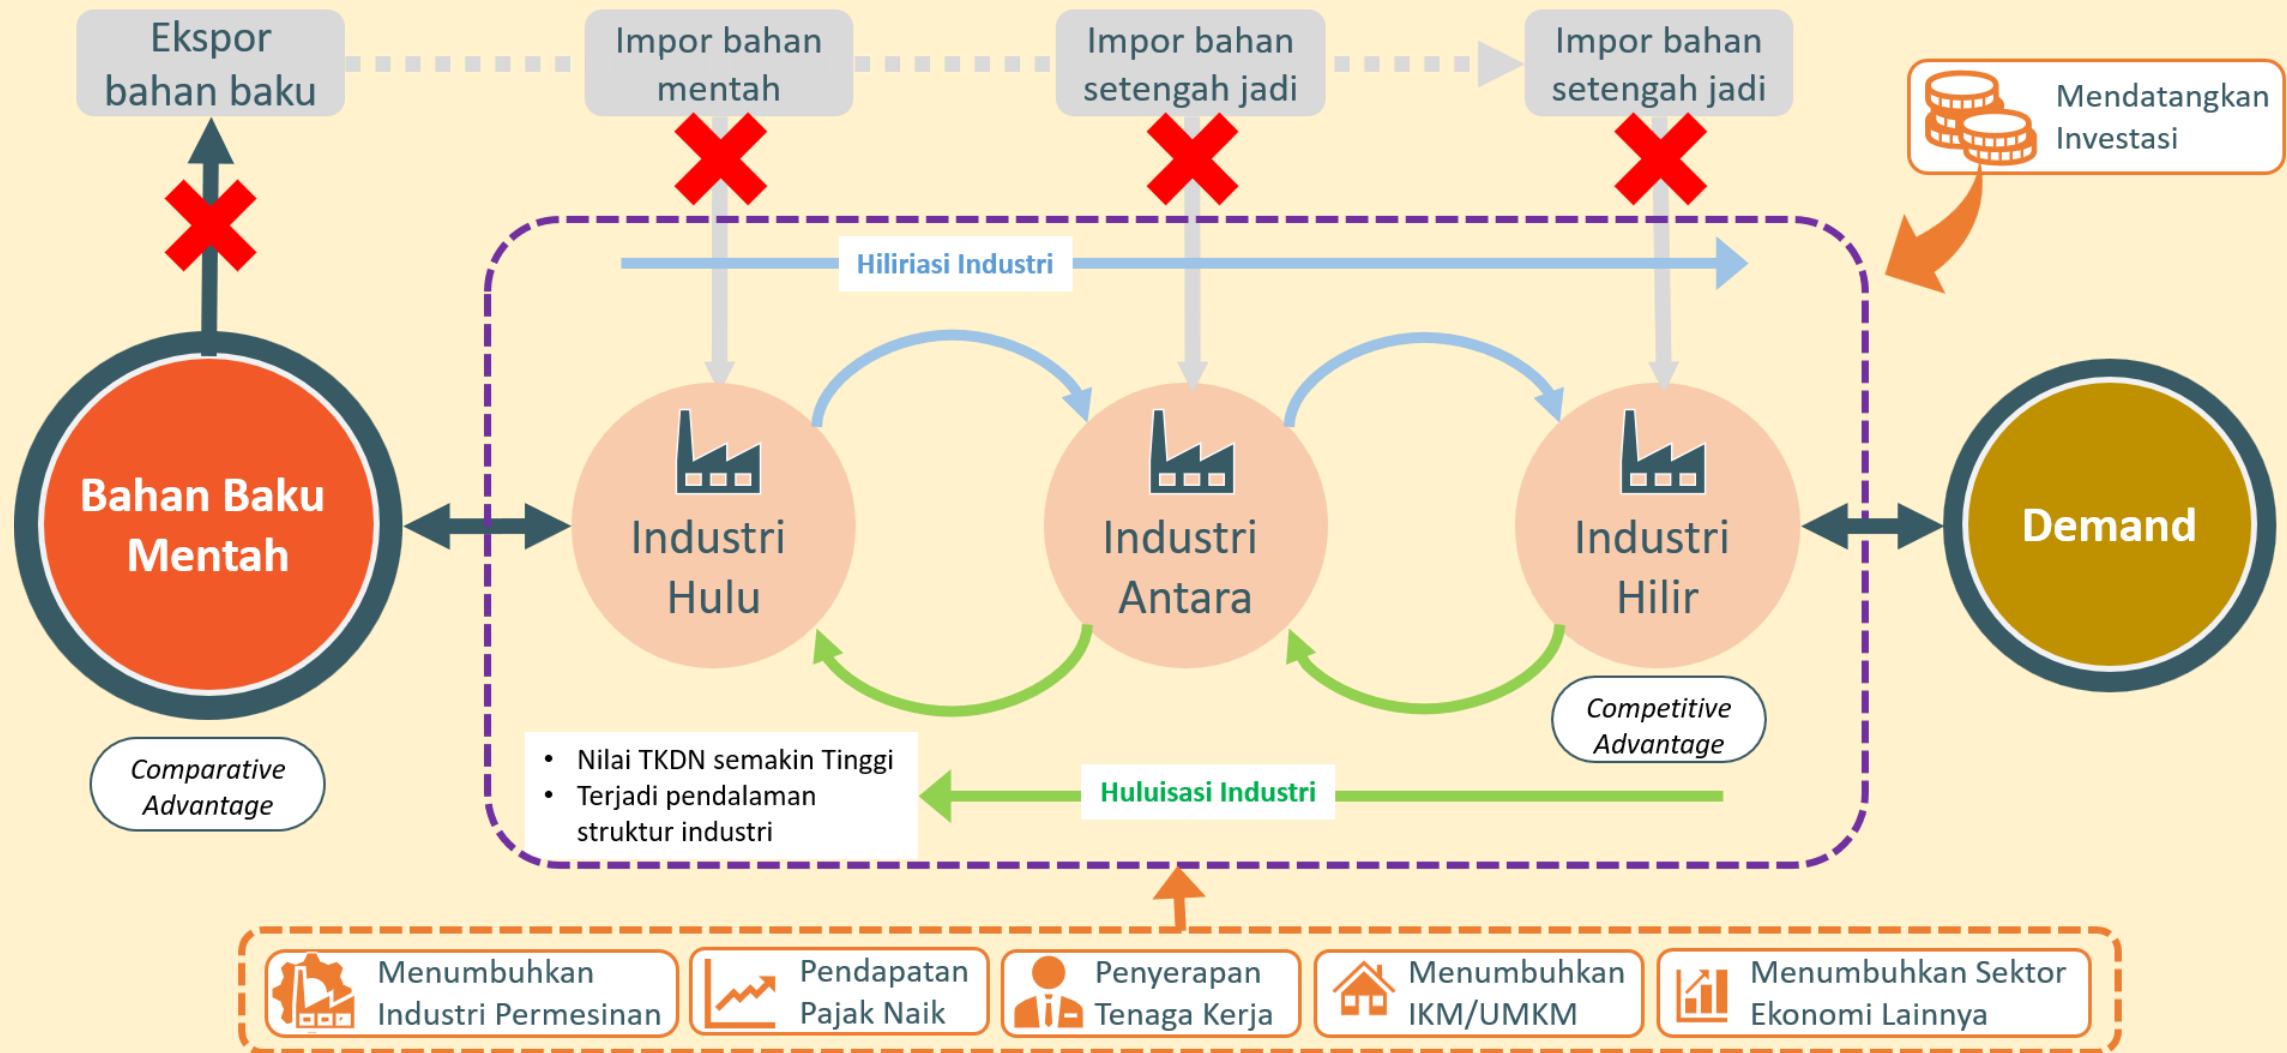 Ekspor
bahan baku
Impor bahan
mentah
Impor bahan
setengah jadi
Impor bahan
setengah jadi
Mendatangkan
Investasi
Hiliriasi Industri
Bahan Baku
Mentah
Industri
Hulu
Industri
Antara
Industri
Hilir
Demand
Comparative
Advantage
Competitive
Advantage
• Nilai TKDN semakin Tinggi
• Terjadi pendalaman
struktur industri
Huluisasi Industri
Menumbuhkan
Industri Permesinan
Pendapatan
Pajak Naik
Penyerapan
Tenaga Kerja
Menumbuhkan
IKM/UMKM
Menumbuhkan Sektor
Ekonomi Lainnya